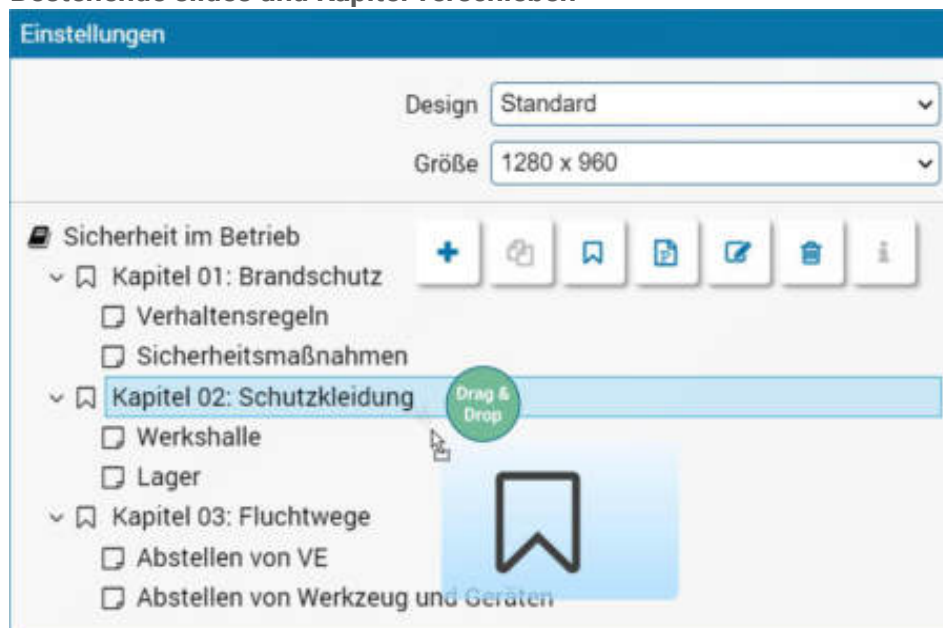 Einstellungen
Design Standard
Größe 1280 x 960
Sicherheit im Betrieb
Kapitel 01: Brandschutz
Verhaltensregeln
Sicherheitsmaßnahmen
Kapitel 02: Schutzkleidung
Drag &
Drop
Werkshalle
Lager
Kapitel 03: Fluchtwege
Abstellen von VE
Abstellen von Werkzeug und Geräten